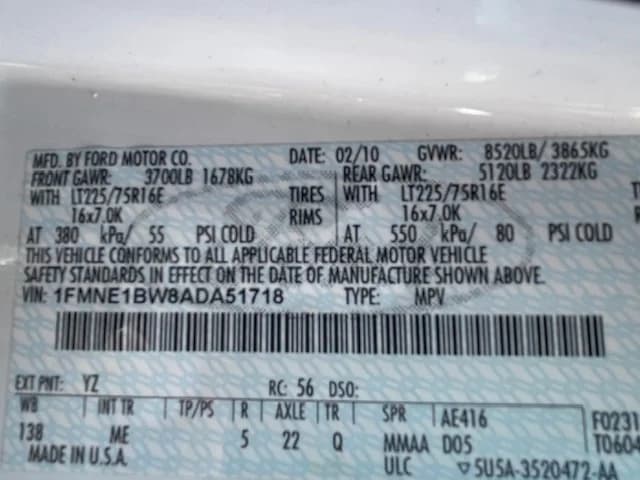 MFD. BY FORD MOTOR CO. DATE: 02/10 GVWR: 8520LB/ 3865KG
FRONT GAWR: 3700LB 1678KG REAR GAWR: 5120LB 2322KG
WITH LT225/75R16E TIRES WITH LT225/75R16E
16x7.0K RIMS 16x7.0K
AT 380 kPa/ 55 PSI COLD AT 550 kPa/ 80 PSI COLD
THIS VEHICLE CONFORMS TO ALL APPLICABLE FEDERAL MOTOR VEHICLE
SAFETY STANDARDS IN EFFECT ON THE DATE OF MANUFACTURE SHOWN ABOVE.
VIN: 1FMNE1BW8ADA51718 TYPE: MPV
EXT PNT: YZ RC: 56 DSO:
WB INT TR TP/PS R AXLE TR SPR AE416 F0231
138 ME 5 22 Q MMAA D05 T0604
MADE IN U.S.A. ULC ▽5U5A-3520472-AA